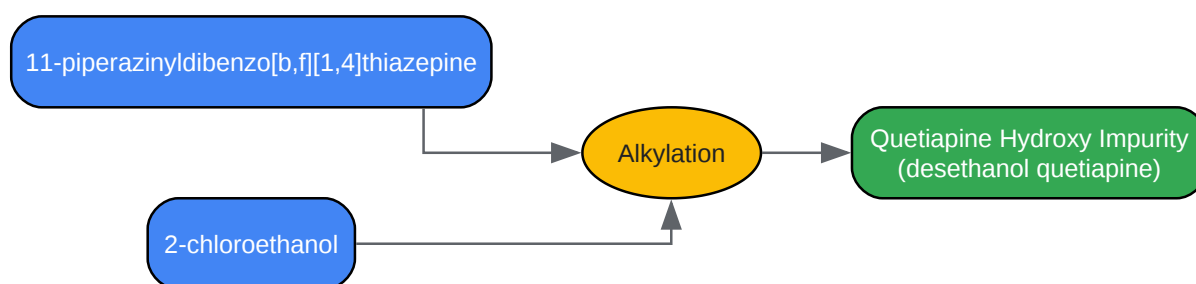 11-piperazinyldibenzo[b,f][1,4]thiazepine
Alkylation
Quetiapine Hydroxy Impurity
(desethanol quetiapine)
2-chloroethanol